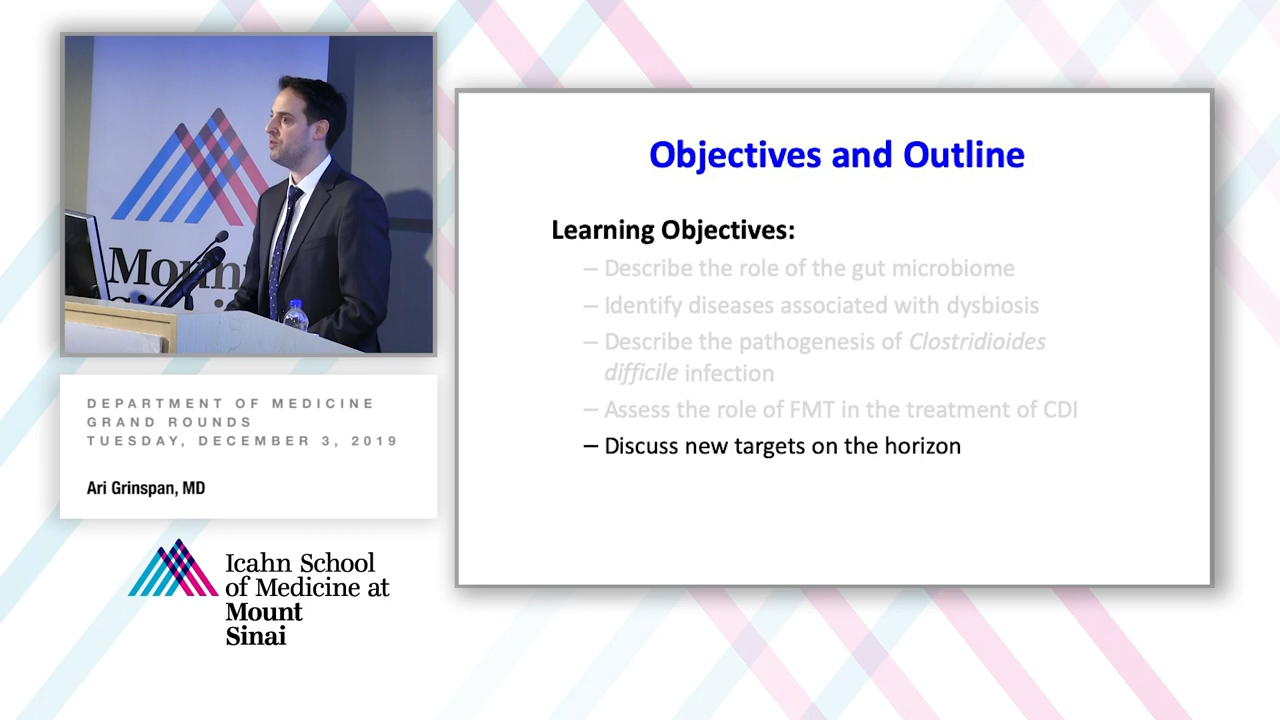 Mount
DEPARTMENT OF MEDICINE
GRAND ROUNDS
TUESDAY, DECEMBER 3, 2019
Ari Grinspan, MD
Icahn School
of Medicine at
Mount
Sinai
Objectives and Outline
Learning Objectives:
– Describe the role of the gut microbiome
– Identify diseases associated with dysbiosis
– Describe the pathogenesis of Clostridioides
difficile infection
– Assess the role of FMT in the treatment of CDI
– Discuss new targets on the horizon